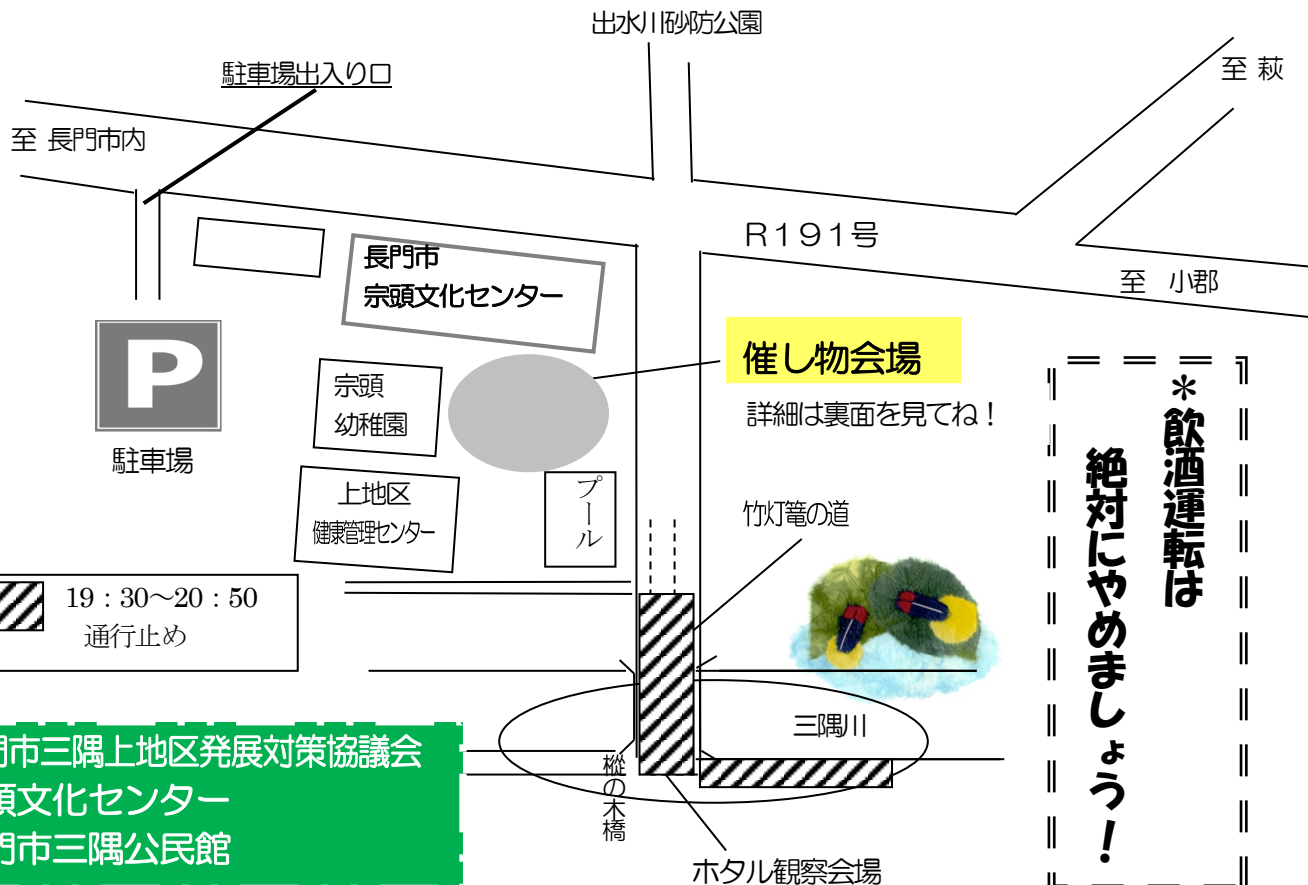 出水川砂防公園
駐車場出入り口
至 萩
至 長門市内
R191号
長門市
宗頭文化センター
至 小郡
P
駐車場
催し物会場
詳細は裏面を見てね!
宗頭
幼稚園
上地区
健康管理センター
プール
竹灯篭の道
*飲酒運転は
絶対にやめましょう!
19:30~20:50
通行止め
三隅川
樅の木橋
門市三隅上地区発展対策協議会
頭文化センター
門市三隅公民館
ホタル観察会場